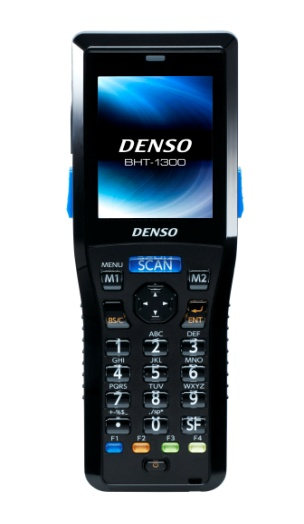 DENSO
BHT-1300
DENSO
MENU
SCAN
M1
M2
BS/C
ENT
ABC DEF
1 2 3
GHI JKL MNO
4 5 6
PQRS TUV WXYZ
7 8 9
0 SF
F1 F2 F3 F4